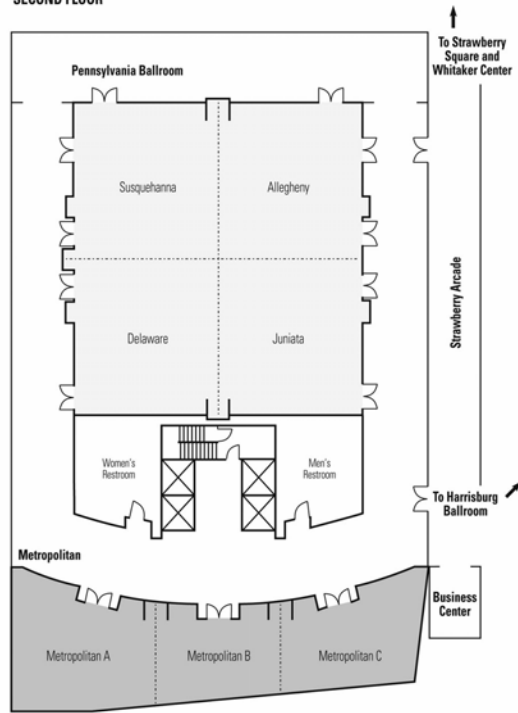 SECOND FLOOR
To Strawberry
Square and
Whitaker Center
Pennsylvania Ballroom
Susquehanna
Allegheny
Strawberry Arcade
Delaware
Juniata
Women's
Restroom
Men's
Restroom
To Harrisburg
Ballroom
Metropolitan
Business
Center
Metropolitan A
Metropolitan B
Metropolitan C